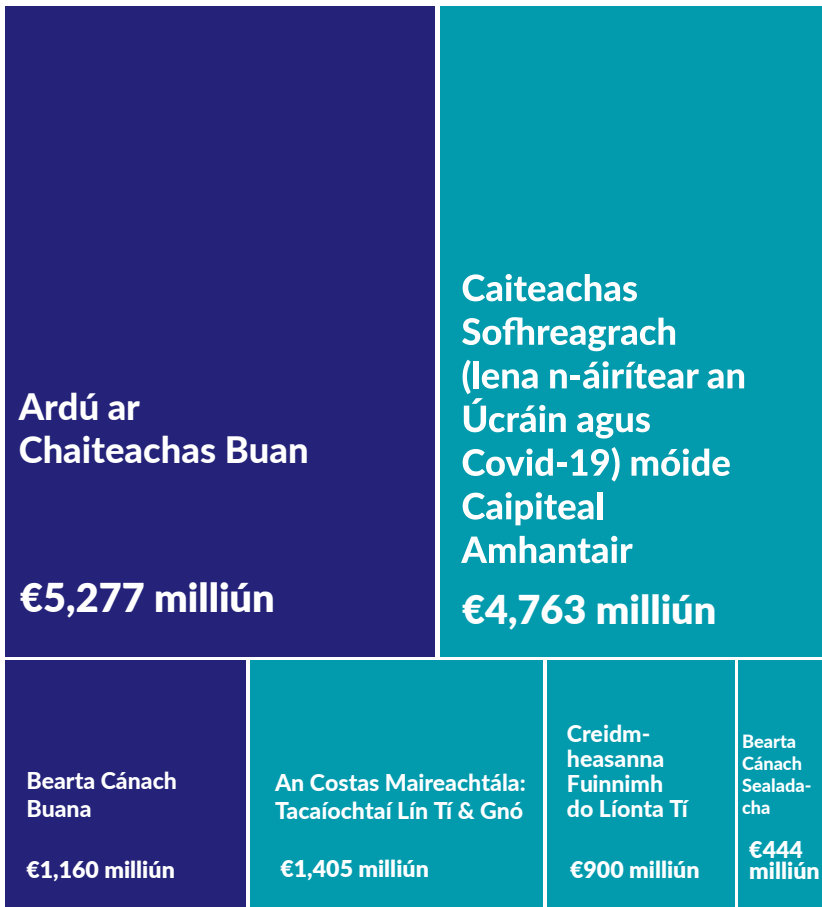 Ardú ar
Chaiteachas Buan
€5,277 milliún
Caiteachas
Sofhreagrach
(lena n-áirítear an
Úcráin agus
Covid-19) móide
Caipiteal
Amhantair
€4,763 milliún
Bearta Cánach
Buana
€1,160 milliún
An Costas Maireachtála:
Tacaíochtaí Lín Tí & Gnó
€1,405 milliún
Creidm-
heasanna
Fuinnimh
do Líonta Tí
€900 milliún
Bearta
Cánach
Sealada-
cha
€444
milliún